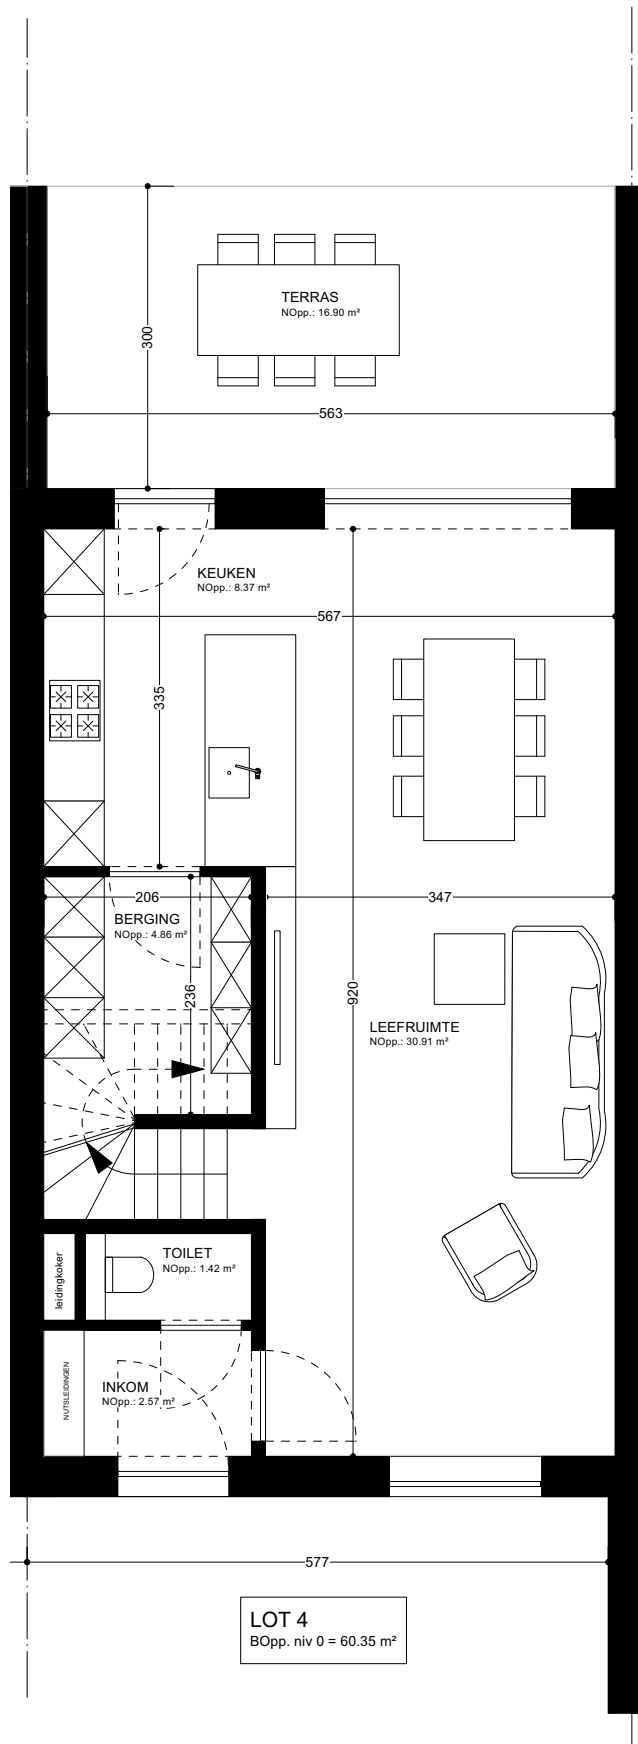 TERRAS
NOpp.: 16.90 m²
300
563
KEUKEN
NOpp.: 8.37 m²
567
335
206
347
BERGING
NOpp.: 4.86 m²
236
920
LEEFRUIMTE
NOpp.: 30.91 m²
leidingkoker
TOILET
NOpp.: 1.42 m²
NUTSLEIDINGEN
INKOM
NOpp.: 2.57 m²
577
LOT 4
BOpp. niv 0 = 60.35 m²